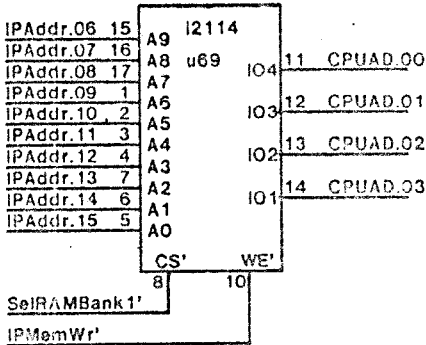 i2114
u69
IPAddr.06 15 A9
IPAddr.07 16 A8
IPAddr.08 17 A7
IPAddr.09 1 A6
IPAddr.10 2 A5
IPAddr.11 3 A4
IPAddr.12 4 A3
IPAddr.13 7 A2
IPAddr.14 6 A1
IPAddr.15 5 A0
IO4 11 CPUAD.00
IO3 12 CPUAD.01
IO2 13 CPUAD.02
IO1 14 CPUAD.03
CS' WE'
8 10
SelRAMBank1'
IPMemWr'